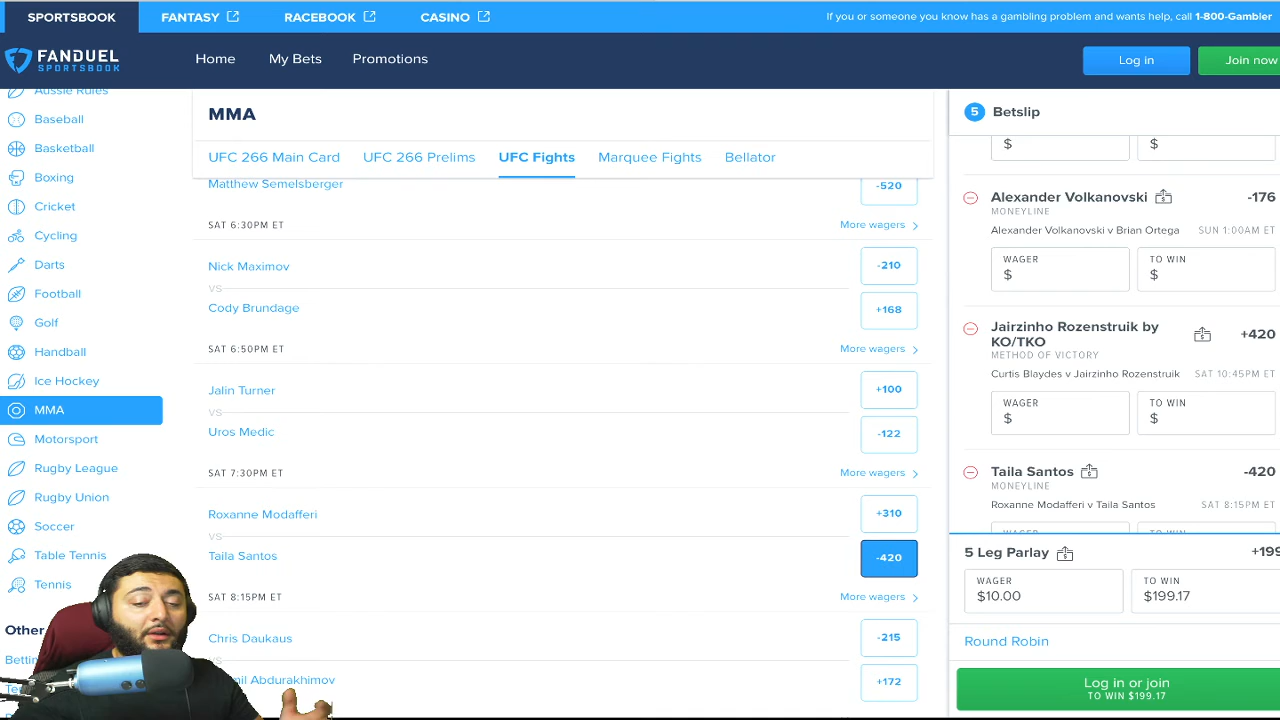 SPORTSBOOK
FANTASY
RACEBOOK
CASINO
If you or someone you know has a gambling problem and wants help, call 1-800-Gambler
FANDUEL
SPORTSBOOK
Home
My Bets
Promotions
Log in
Join now
Aussie Rules
Baseball
Basketball
Boxing
Cricket
Cycling
Darts
Football
Golf
Handball
Ice Hockey
MMA
Motorsport
Rugby League
Rugby Union
Soccer
Table Tennis
Tennis
Other
MMA
UFC 266 Main Card
UFC 266 Prelims
UFC Fights
Marquee Fights
Bellator
Matthew Semelsberger
-520
SAT 6:30PM ET
More wagers
Nick Maximov
-210
VS
Cody Brundage
+168
SAT 6:50PM ET
More wagers
Jalin Turner
+100
VS
Uros Medic
-122
SAT 7:30PM ET
More wagers
Roxanne Modafferi
+310
VS
Taila Santos
-420
SAT 8:15PM ET
More wagers
Chris Daukaus
-215
VS
Abdurakhimov
+172
5 Betslip
$
$
Alexander Volkanovski
-176
MONEYLINE
Alexander Volkanovski v Brian Ortega
SUN 1:00AM ET
WAGER
$
TO WIN
$
Jairzinho Rozenstruik by
KO/TKO
+420
METHOD OF VICTORY
Curtis Blaydes v Jairzinho Rozenstruik
SAT 10:45PM ET
WAGER
$
TO WIN
$
Taila Santos
-420
MONEYLINE
Roxanne Modafferi v Taila Santos
SAT 8:15PM ET
5 Leg Parlay
+199
WAGER
$10.00
TO WIN
$199.17
Round Robin
Log in or join
TO WIN $199.17